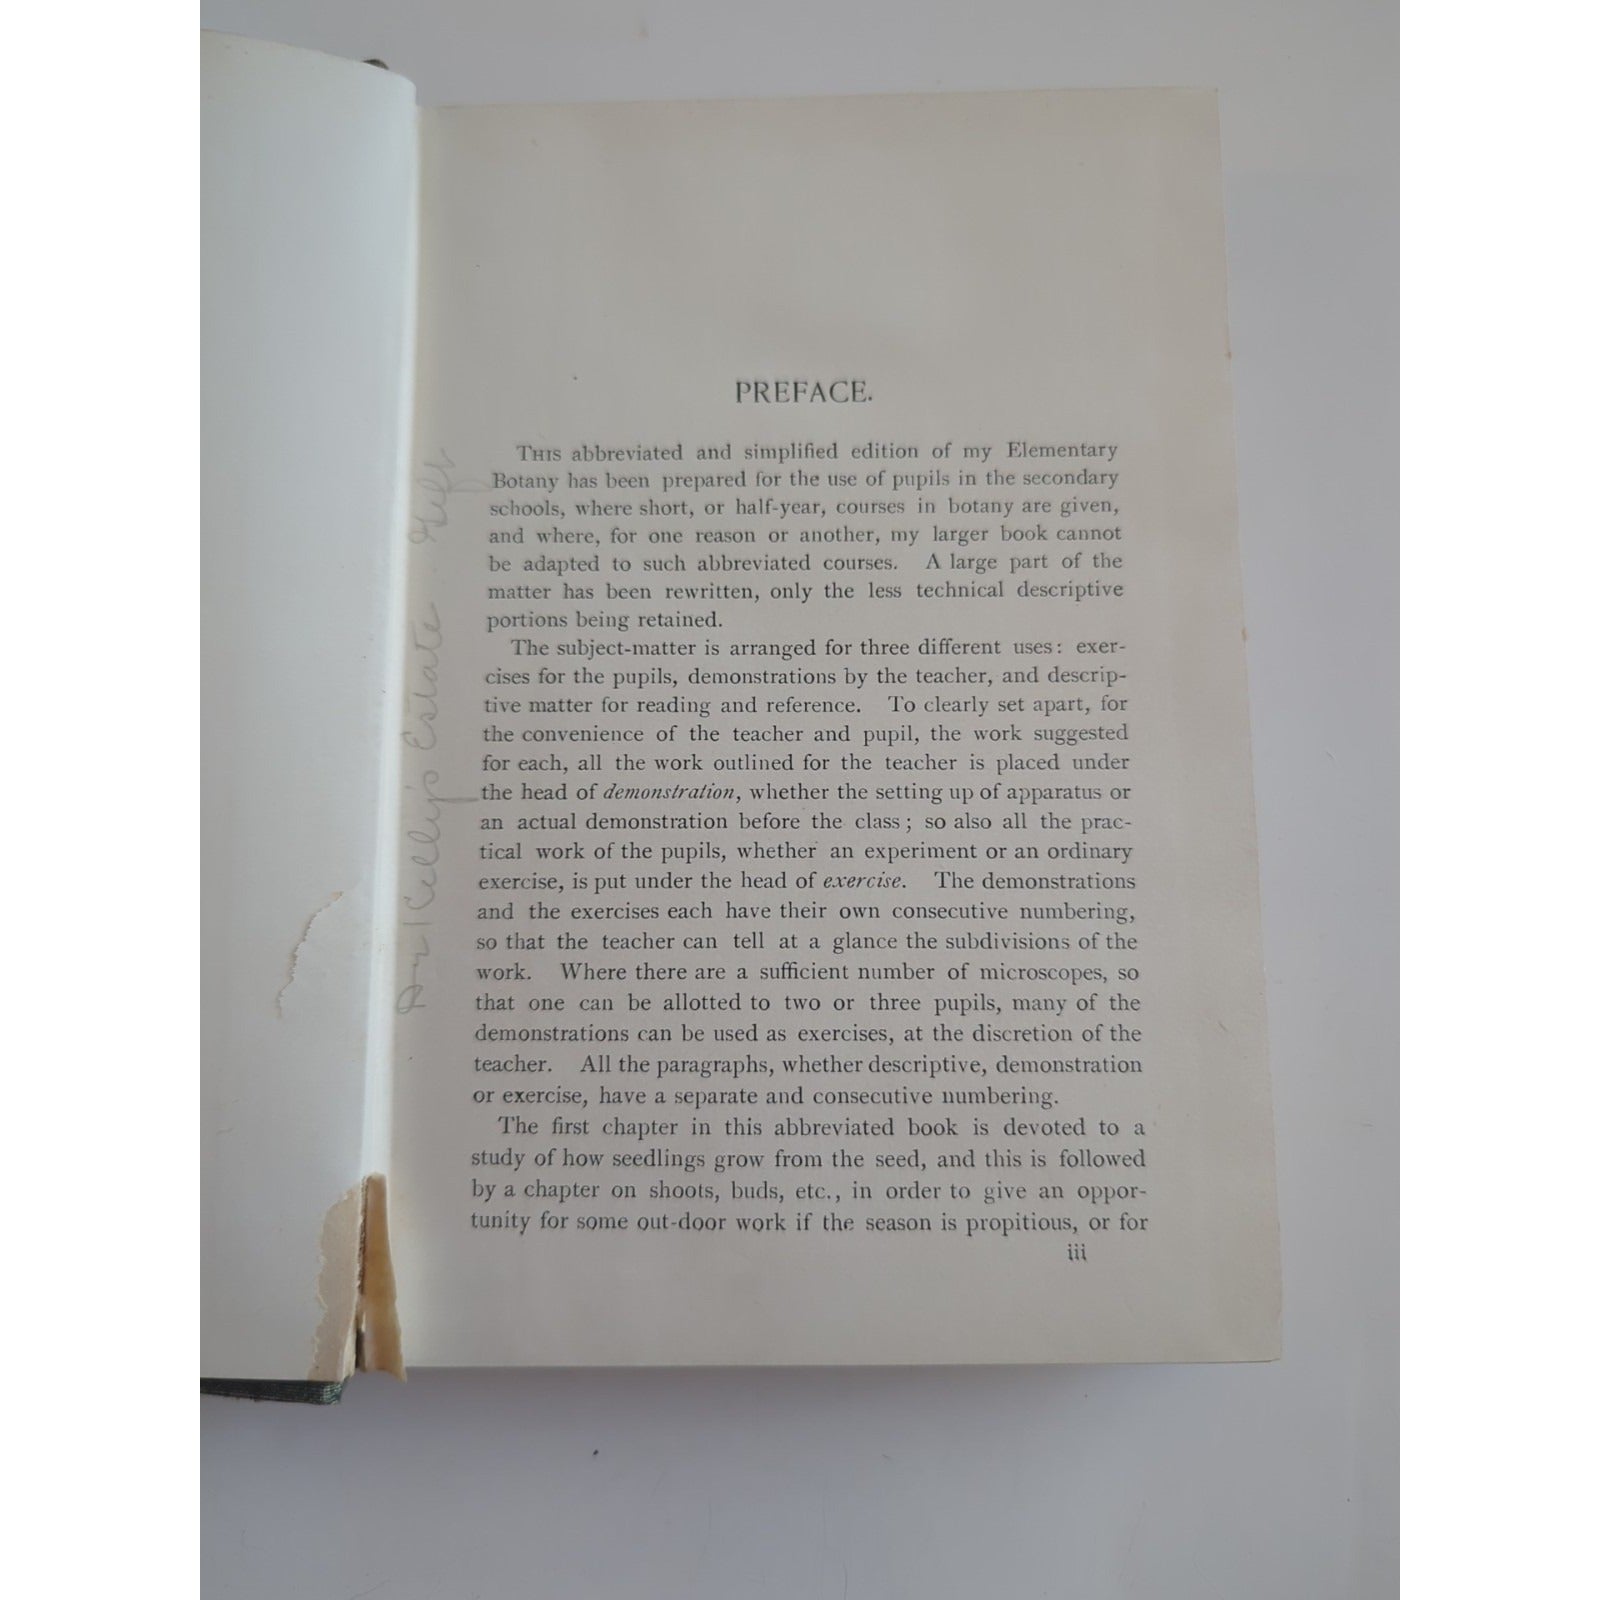 PREFACE.
THIS abbreviated and simplified edition of my Elementary
Botany has been prepared for the use of pupils in the secondary
schools, where short, or half-year, courses in botany are given,
and where, for one reason or another, my larger book cannot
be adapted to such abbreviated courses. A large part of the
matter has been rewritten, only the less technical descriptive
portions being retained.
The subject-matter is arranged for three different uses: exer-
cises for the pupils, demonstrations by the teacher, and descrip-
tive matter for reading and reference. To clearly set apart, for
the convenience of the teacher and pupil, the work suggested
for each, all the work outlined for the teacher is placed under
the head of demonstration, whether the setting up of apparatus or
an actual demonstration before the class; so also all the prac-
tical work of the pupils, whether an experiment or an ordinary
exercise, is put under the head of exercise. The demonstrations
and the exercises each have their own consecutive numbering,
so that the teacher can tell at a glance the subdivisions of the
work. Where there are a sufficient number of microscopes, so
that one can be allotted to two or three pupils, many of the
demonstrations can be used as exercises, at the discretion of the
teacher. All the paragraphs, whether descriptive, demonstration
or exercise, have a separate and consecutive numbering.
The first chapter in this abbreviated book is devoted to a
study of how seedlings grow from the seed, and this is followed
by a chapter on shoots, buds, etc., in order to give an oppor-
tunity for some out-door work if the season is propitious, or for
iii
Dr Kelly's Estate Gift